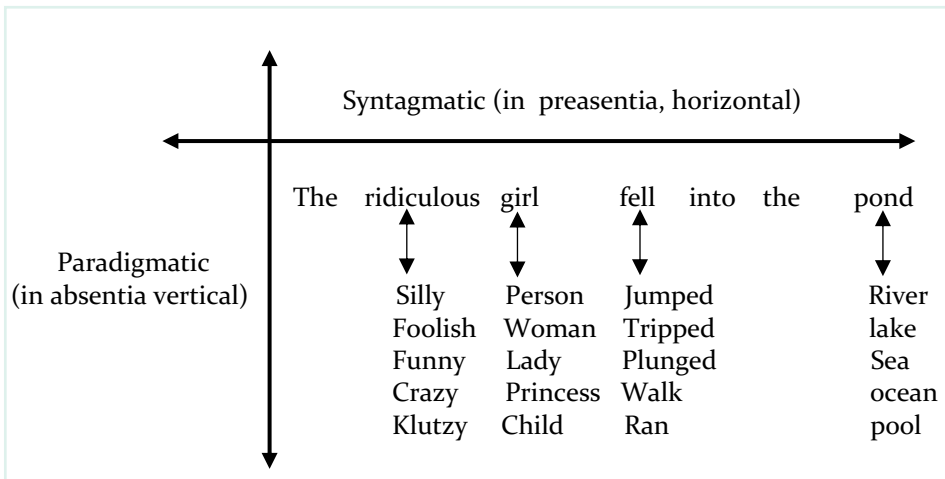 Syntagmatic (in preasentia, horizontal)
The ridiculous girl fell into the pond
Paradigmatic
(in absentia vertical)
Silly Person Jumped River
Foolish Woman Tripped lake
Funny Lady Plunged Sea
Crazy Princess Walk ocean
Klutzy Child Ran pool